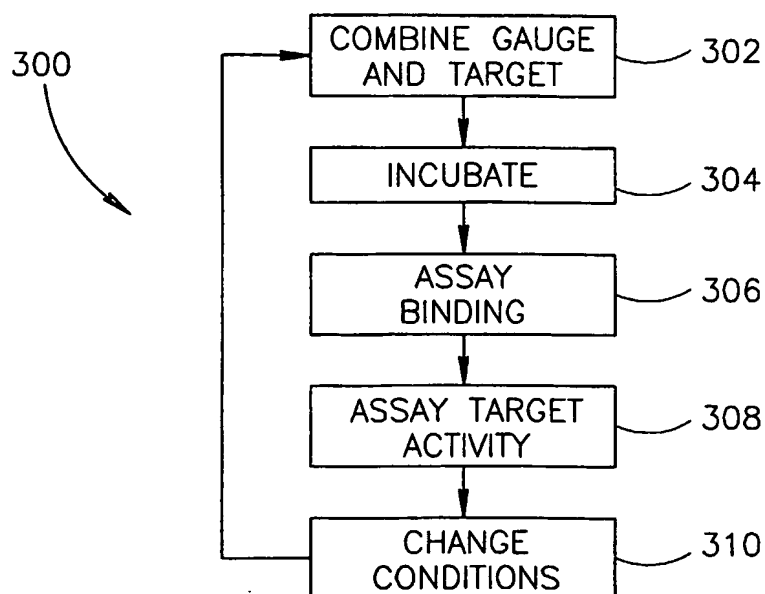 300
COMBINE GAUGE
AND TARGET
302
INCUBATE
304
ASSAY
BINDING
306
ASSAY TARGET
ACTIVITY
308
CHANGE
CONDITIONS
310